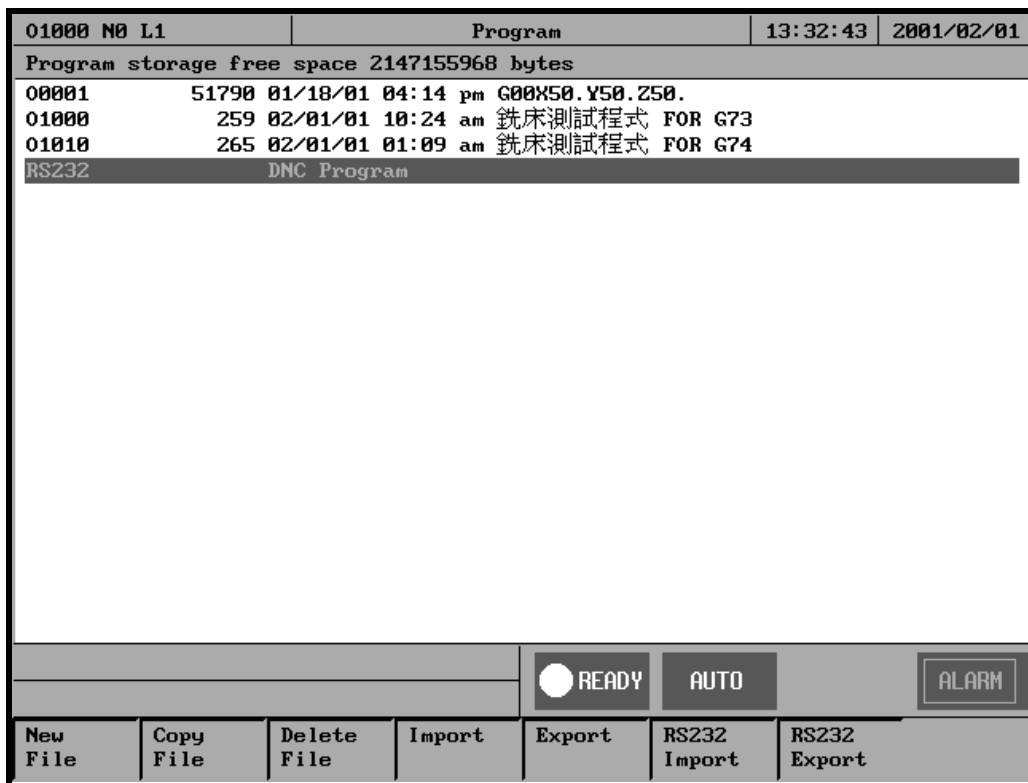 O1000 N0 L1 Program 13:32:43 2001/02/01
Program storage free space 2147155968 bytes
O0001 51790 01/18/01 04:14 pm G00X50.Y50.Z50.
O1000 259 02/01/01 10:24 am 銑床測試程式 FOR G73
O1010 265 02/01/01 01:09 am 銑床測試程式 FOR G74
RS232 DNC Program
READY AUTO ALARM
New File Copy File Delete File Import Export RS232 Import RS232 Export